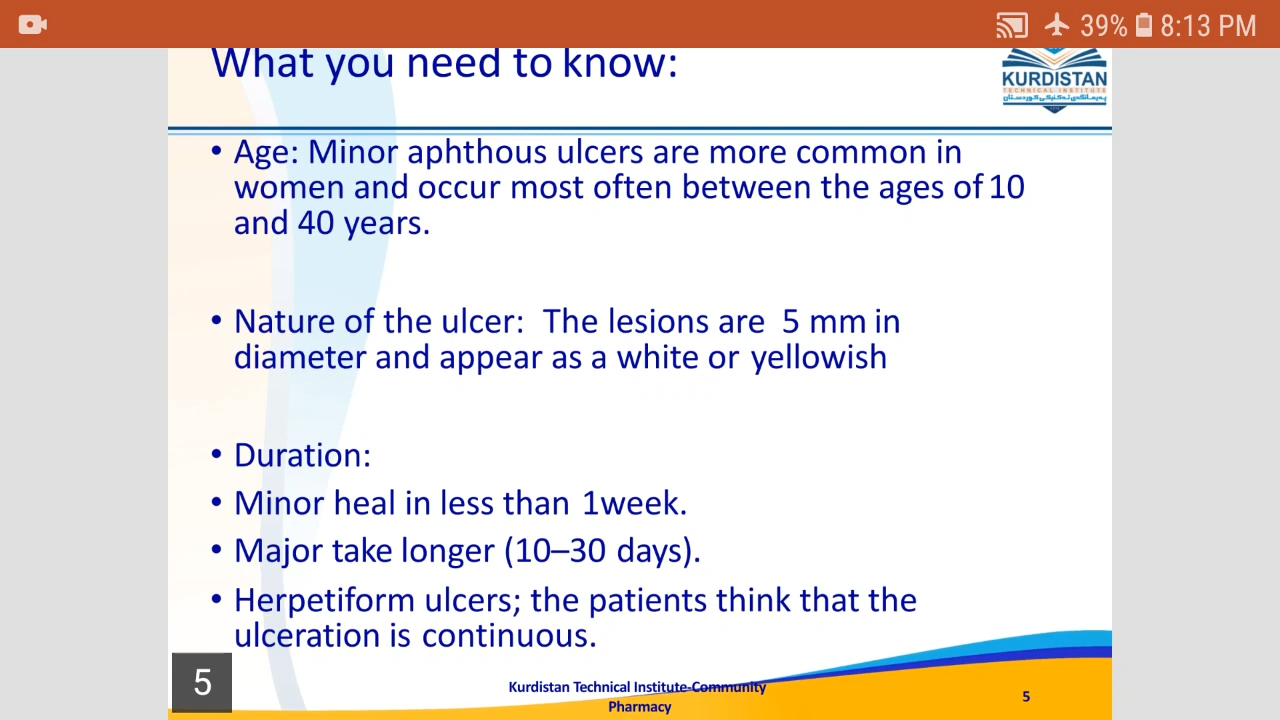 39% 8:13 PM
What you need to know:
KURDISTAN
TECHNICAL INSTITUTE
پەیمانگەی تەکنیکی کوردستان
• Age: Minor aphthous ulcers are more common in
women and occur most often between the ages of 10
and 40 years.
• Nature of the ulcer: The lesions are 5 mm in
diameter and appear as a white or yellowish
• Duration:
• Minor heal in less than 1week.
• Major take longer (10–30 days).
• Herpetiform ulcers; the patients think that the
ulceration is continuous.
5
Kurdistan Technical Institute-Community
Pharmacy
5